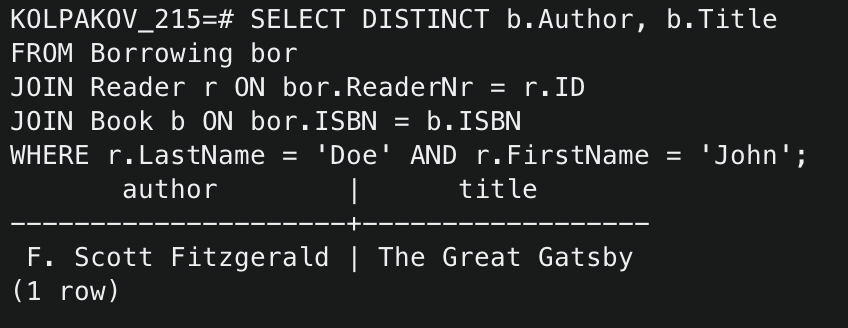 KOLPAKOV_215=# SELECT DISTINCT b.Author, b.Title
FROM Borrowing bor
JOIN Reader r ON bor.ReaderNr = r.ID
JOIN Book b ON bor.ISBN = b.ISBN
WHERE r.LastName = 'Doe' AND r.FirstName = 'John';
       author        |      title
---------------------+------------------
 F. Scott Fitzgerald | The Great Gatsby
(1 row)